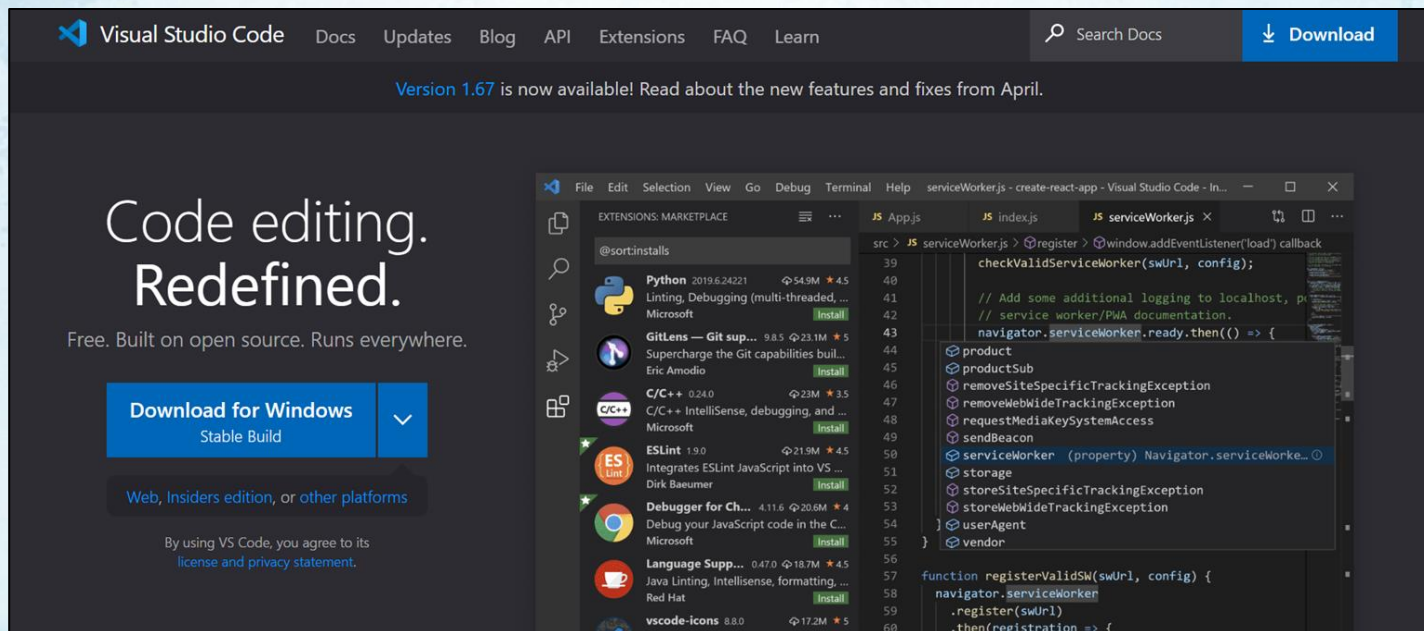 Visual Studio Code Docs Updates Blog API Extensions FAQ Learn Search Docs Download
Version 1.67 is now available! Read about the new features and fixes from April.
Code editing.
Redefined.
Free. Built on open source. Runs everywhere.
Download for Windows
Stable Build
Web, Insiders edition, or other platforms
By using VS Code, you agree to its
license and privacy statement.
File Edit Selection View Go Debug Terminal Help serviceWorker.js - create-react-app - Visual Studio Code - In...
EXTENSIONS: MARKETPLACE
@sort:installs
Python 2019.6.24221 54.9M ★ 4.5
Linting, Debugging (multi-threaded, ...
Microsoft Install
GitLens — Git sup... 9.8.5 23.1M ★ 5
Supercharge the Git capabilities buil...
Eric Amodio Install
C/C++
C/C++ 0.24.0 23M ★ 3.5
C/C++ IntelliSense, debugging, and ...
Microsoft Install
ES
Lint
ESLint 1.9.0 21.9M ★ 4.5
Integrates ESLint JavaScript into VS ...
Dirk Baeumer Install
Debugger for Ch... 4.11.6 20.6M ★ 4
Debug your JavaScript code in the C...
Microsoft Install
Language Supp... 0.47.0 18.7M ★ 4.5
Java Linting, Intellisense, formatting, ...
Red Hat Install
vscode-icons 8.8.0 17.2M ★ 5
JS App.js JS index.js JS serviceWorker.js
src > JS serviceWorker.js > register > window.addEventListener('load') callback
39 checkValidServiceWorker(swUrl, config);
40
41 // Add some additional logging to localhost,
42 // service worker/PWA documentation.
43 navigator.serviceWorker.ready.then(() => {
44 product
45 productSub
46 removeSiteSpecificTrackingException
47 removeWebWideTrackingException
48 requestMediaKeySystemAccess
49 sendBeacon
50 serviceWorker (property) Navigator.serviceWorke...
51 storage
52 storeSiteSpecificTrackingException
53 storeWebWideTrackingException
54 } userAgent
55 } vendor
56
57 function registerValidSW(swUrl, config) {
58 navigator.serviceWorker
59 .register(swUrl)
60 .then(registration => {